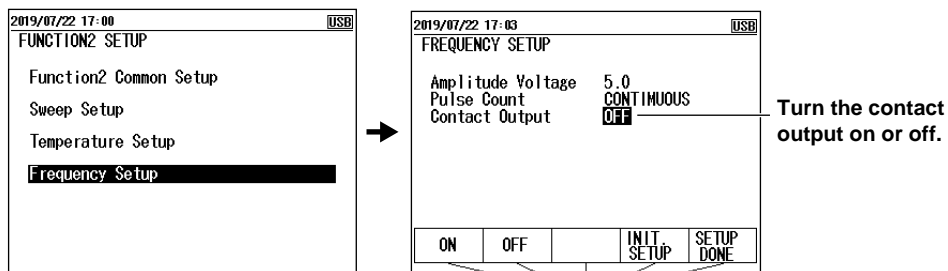 2019/07/22 17:00 USB
FUNCTION2 SETUP
Function2 Common Setup
Sweep Setup
Temperature Setup
Frequency Setup
2019/07/22 17:03 USB
FREQUENCY SETUP
Amplitude Voltage 5.0
Pulse Count CONTIMUOUS
Contact Output OFF
ON OFF INIT. SETUP SETUP DONE
Turn the contact
output on or off.